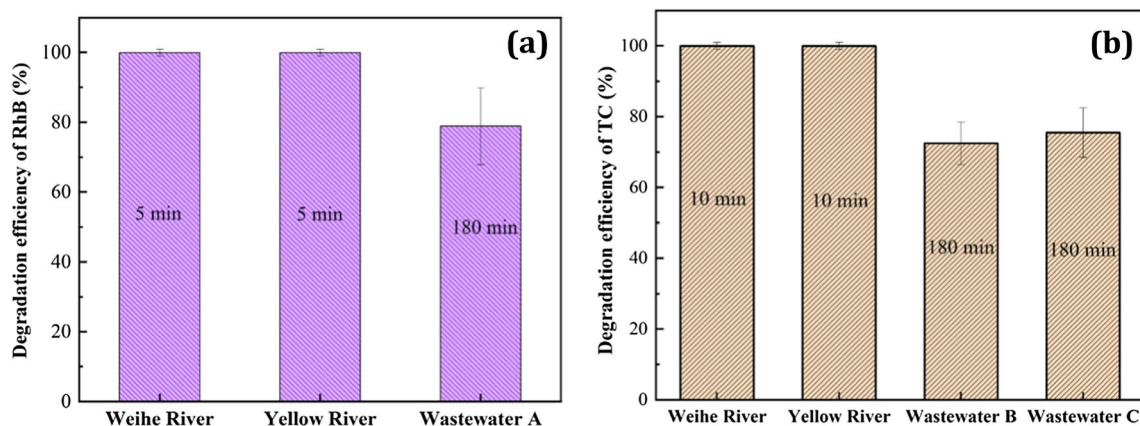 (a)
Degradation efficiency of RhB (%)
100
80
60
40
20
0
5 min
5 min
180 min
Weihe River
Yellow River
Wastewater A
(b)
Degradation efficiency of TC (%)
100
80
60
40
20
0
10 min
10 min
180 min
180 min
Weihe River
Yellow River
Wastewater B
Wastewater C